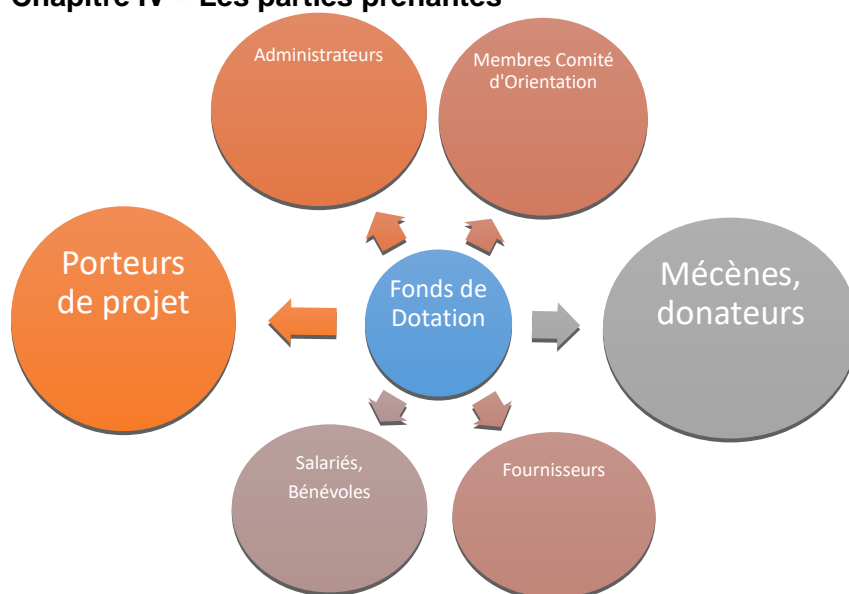 Chapitre IV – Les parties prenantes
Administrateurs
Membres Comité
d'Orientation
Porteurs
de projet
Fonds de
Dotation
Mécènes,
donateurs
Salariés,
Bénévoles
Fournisseurs